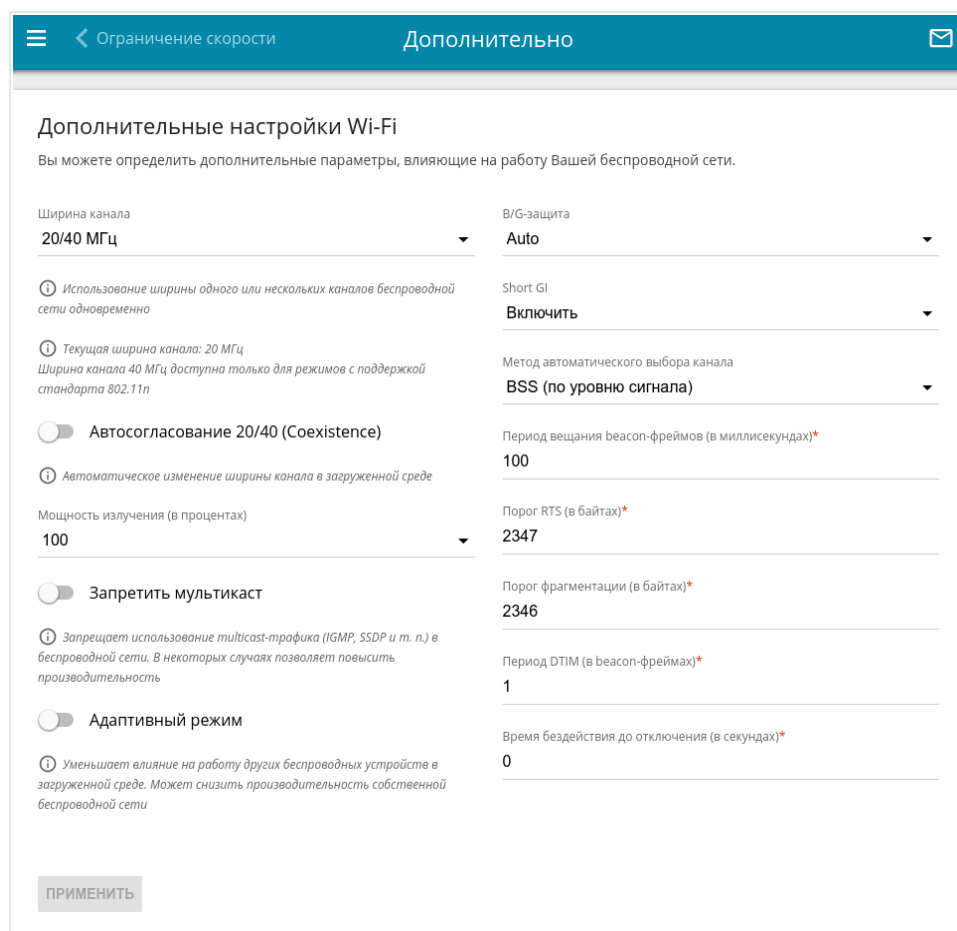 Ограничение скорости
Дополнительно
Дополнительные настройки Wi-Fi
Вы можете определить дополнительные параметры, влияющие на работу Вашей беспроводной сети.
Ширина канала
20/40 МГц
Использование ширины одного или нескольких каналов беспроводной
сети одновременно
Текущая ширина канала: 20 МГц
Ширина канала 40 МГц доступна только для режимов с поддержкой
стандарта 802.11n
Автосогласование 20/40 (Coexistence)
Автоматическое изменение ширины канала в загруженной среде
Мощность излучения (в процентах)
100
Запретить мультикаст
Запрещает использование multicast-трафика (IGMP, SSDP и т. п.) в
беспроводной сети. В некоторых случаях позволяет повысить
производительность
Адаптивный режим
Уменьшает влияние на работу других беспроводных устройств в
загруженной среде. Может снизить производительность собственной
беспроводной сети
B/G-защита
Auto
Short GI
Включить
Метод автоматического выбора канала
BSS (по уровню сигнала)
Период вещания beacon-фреймов (в миллисекундах)*
100
Порог RTS (в байтах)*
2347
Порог фрагментации (в байтах)*
2346
Период DTIM (в beacon-фреймах)*
1
Время бездействия до отключения (в секундах)*
0
ПРИМЕНИТЬ